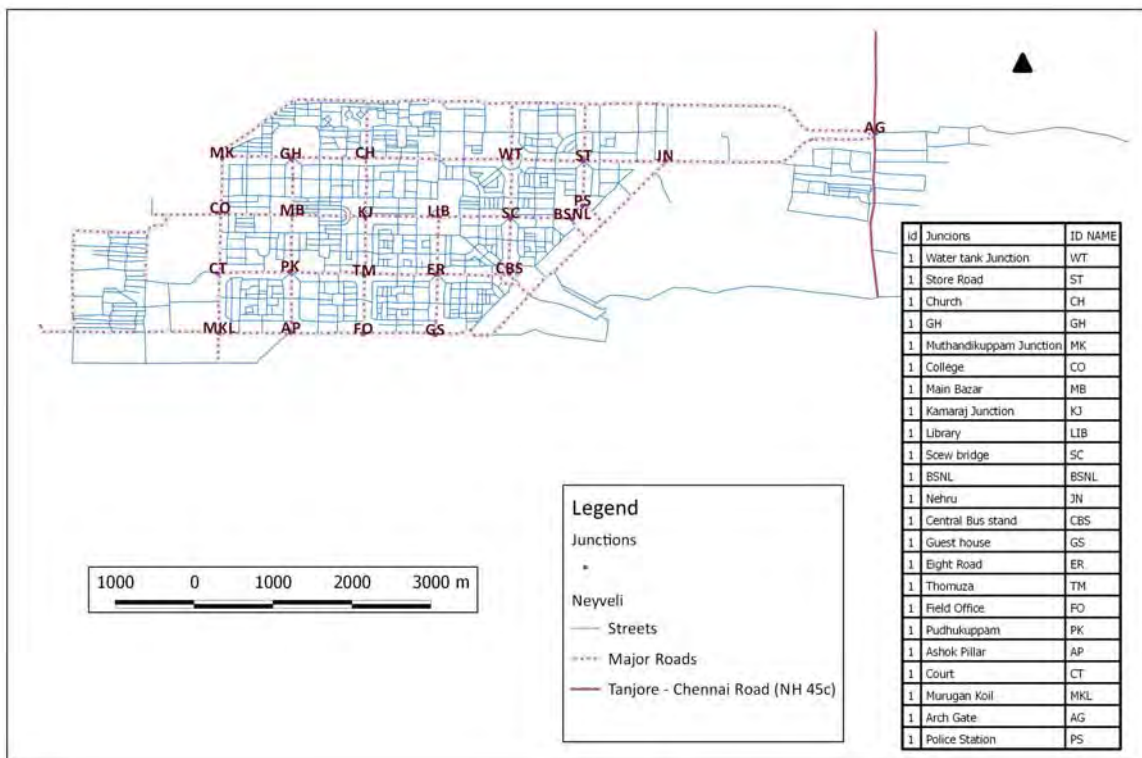 AG
MK GH CH WT ST JN
PS
CO MB KJ LIB SC BSNL
CT PK TM ER CBS
MKL AP FO GS
id Juncions ID NAME
1 Water tank Junction WT
1 Store Road ST
1 Church CH
1 GH GH
1 Muthandikuppam Junction MK
1 College CO
1 Main Bazar MB
1 Kamaraj Junction KJ
1 Library LIB
1 Scew bridge SC
1 BSNL BSNL
1 Nehru JN
1 Central Bus stand CBS
1 Guest house GS
1 Eight Road ER
1 Thomuza TM
1 Field Office FO
1 Pudhukuppam PK
1 Ashok Pillar AP
1 Court CT
1 Murugan Koil MKL
1 Arch Gate AG
1 Police Station PS
Legend
Junctions
Neyveli
Streets
Major Roads
Tanjore - Chennai Road (NH 45c)
1000 0 1000 2000 3000 m